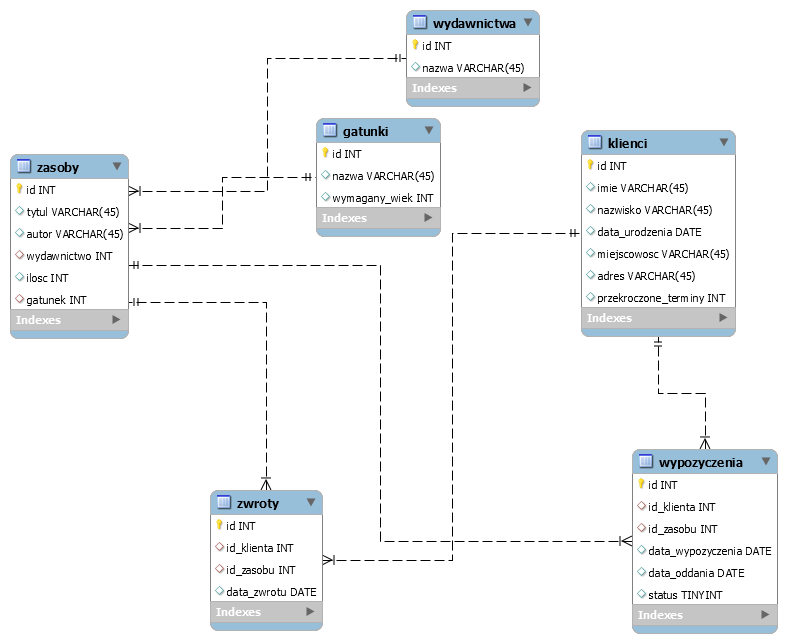 wydawnictwa
id INT
nazwa VARCHAR(45)
Indexes
gatunki
id INT
nazwa VARCHAR(45)
wymagany_wiek INT
Indexes
klienci
id INT
imie VARCHAR(45)
nazwisko VARCHAR(45)
data_urodzenia DATE
miejscowosc VARCHAR(45)
adres VARCHAR(45)
przekroczone_terminy INT
Indexes
zasoby
id INT
tytul VARCHAR(45)
autor VARCHAR(45)
wydawnictwo INT
ilosc INT
gatunek INT
Indexes
zwroty
id INT
id_klienta INT
id_zasobu INT
data_zwrotu DATE
Indexes
wypozyczenia
id INT
id_klienta INT
id_zasobu INT
data_wypozyczenia DATE
data_oddania DATE
status TINYINT
Indexes